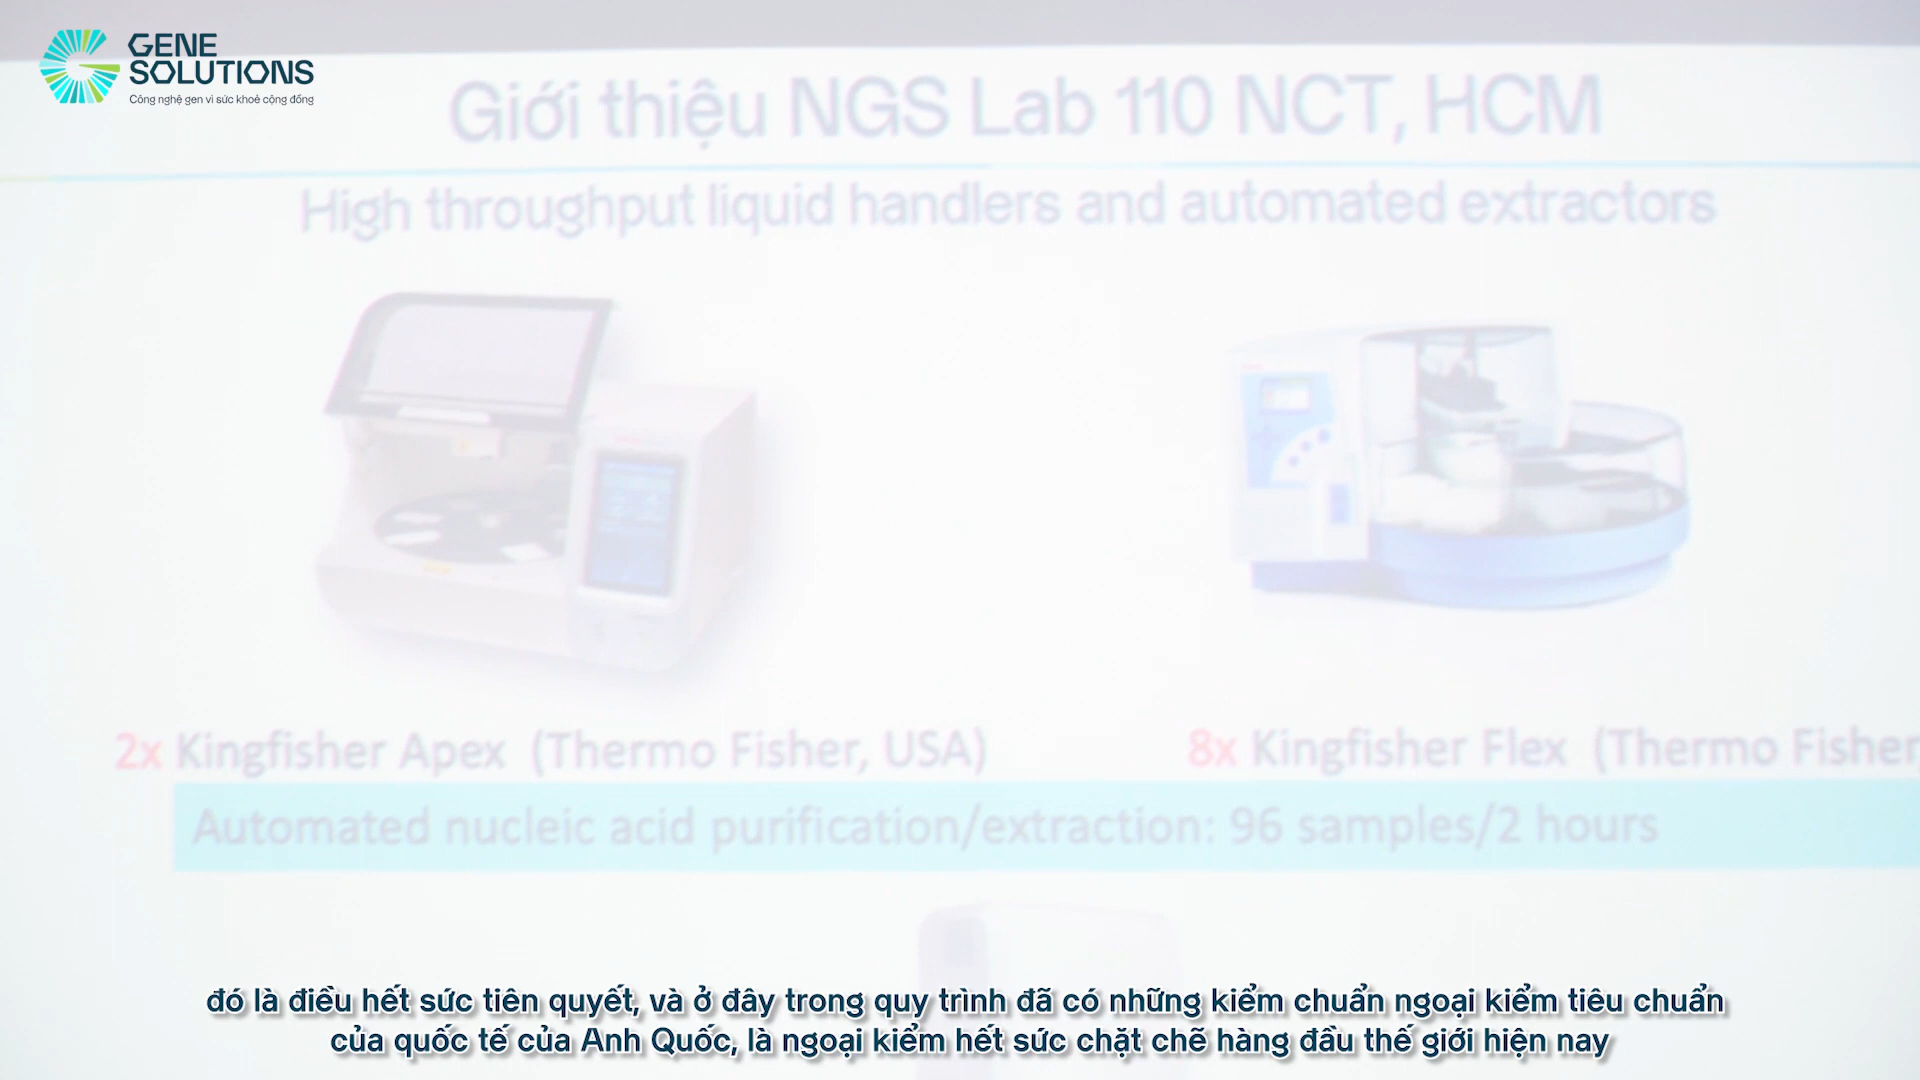 GENE
SOLUTIONS
Công nghệ gen vì sức khoẻ cộng đồng
Giới thiệu NGS Lab 110 NCT, HCM
High throughput liquid handlers and automated extractors
2x Kingfisher Apex (Thermo Fisher, USA)
8x Kingfisher Flex (Thermo Fisher,
Automated nucleic acid purification/extraction: 96 samples/2 hours
đó là điều hết sức tiên quyết, và ở đây trong quy trình đã có những kiểm chuẩn ngoại kiểm tiêu chuẩn
của quốc tế của Anh Quốc, là ngoại kiểm hết sức chặt chẽ hàng đầu thế giới hiện nay